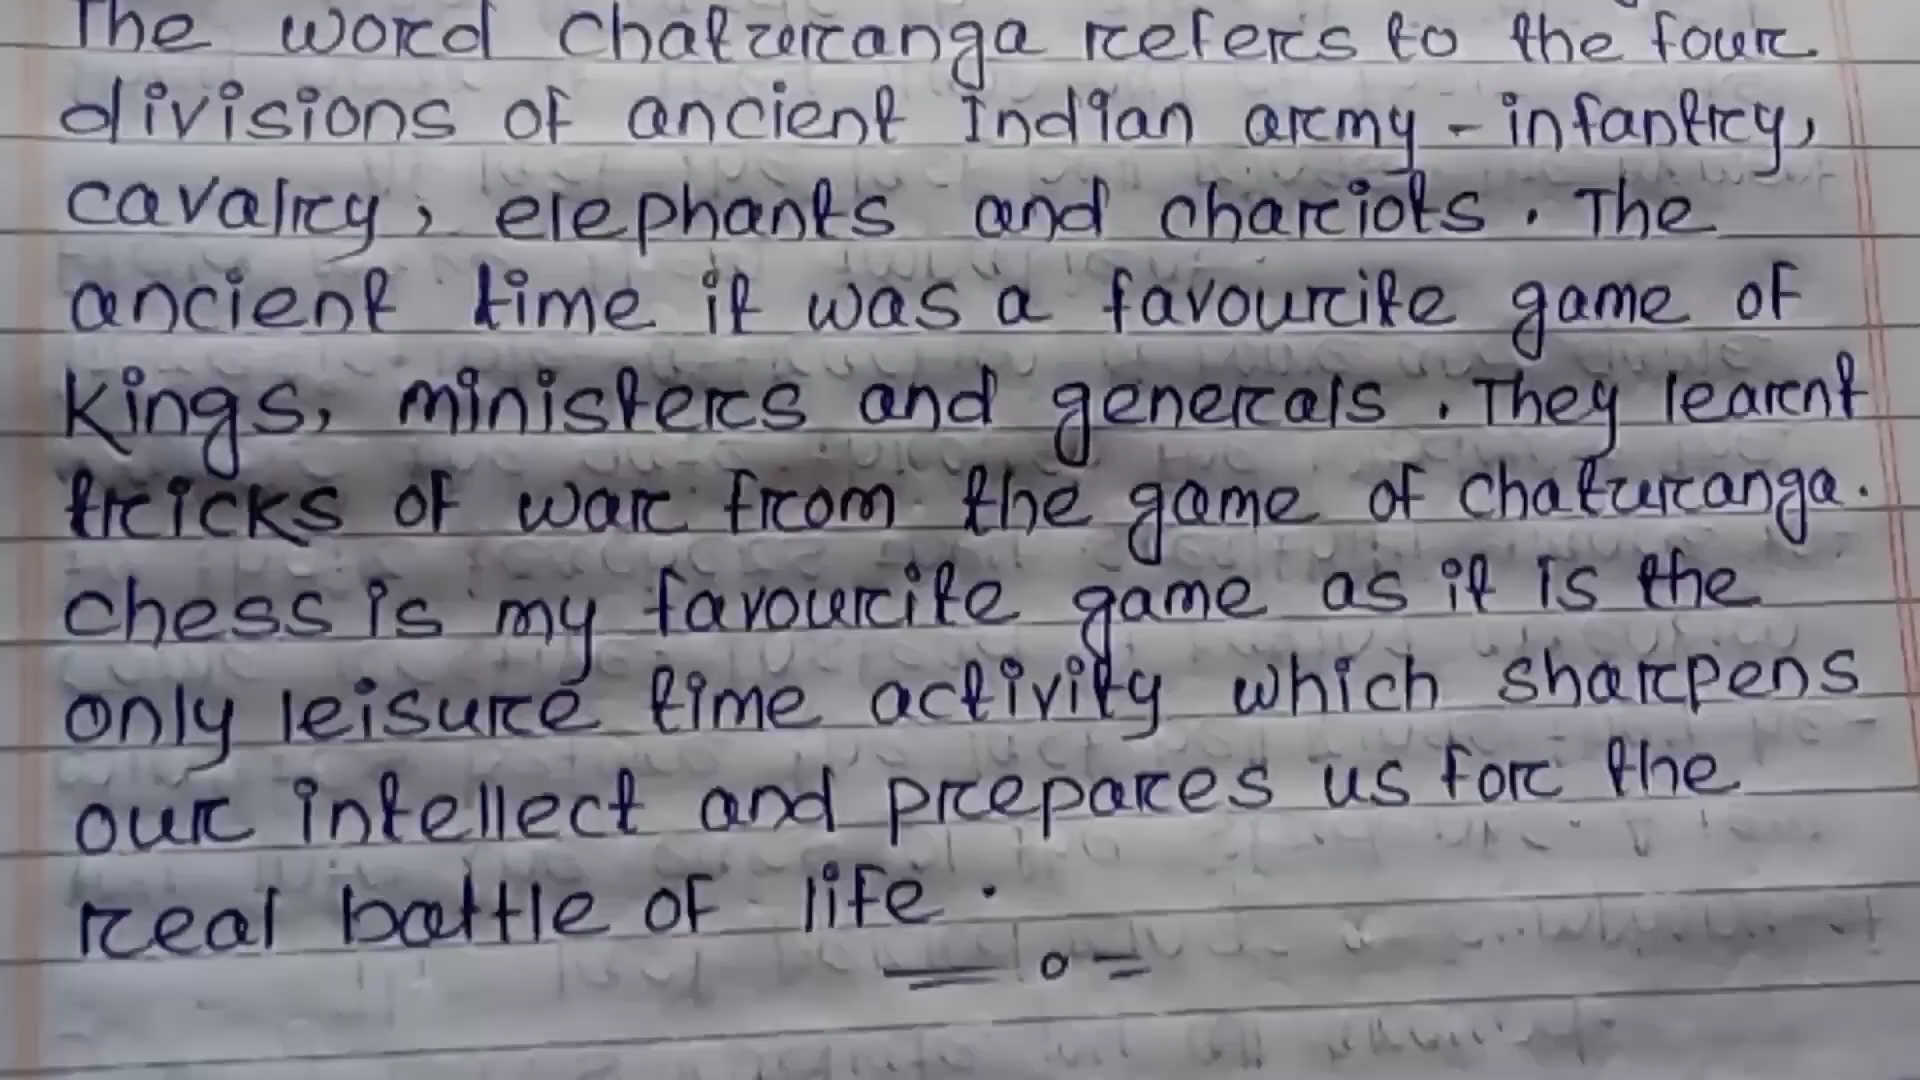 The word chaturanga refers to the four
divisions of ancient Indian army - infantry,
cavalry, elephants and chariots. The
ancient time it was a favourite game of
kings, ministers and generals. They learnt
tricks of war from the game of chaturanga.
chess is my favourite game as it is the
only leisure time activity which sharpens
our intellect and prepares us for the
real battle of life.